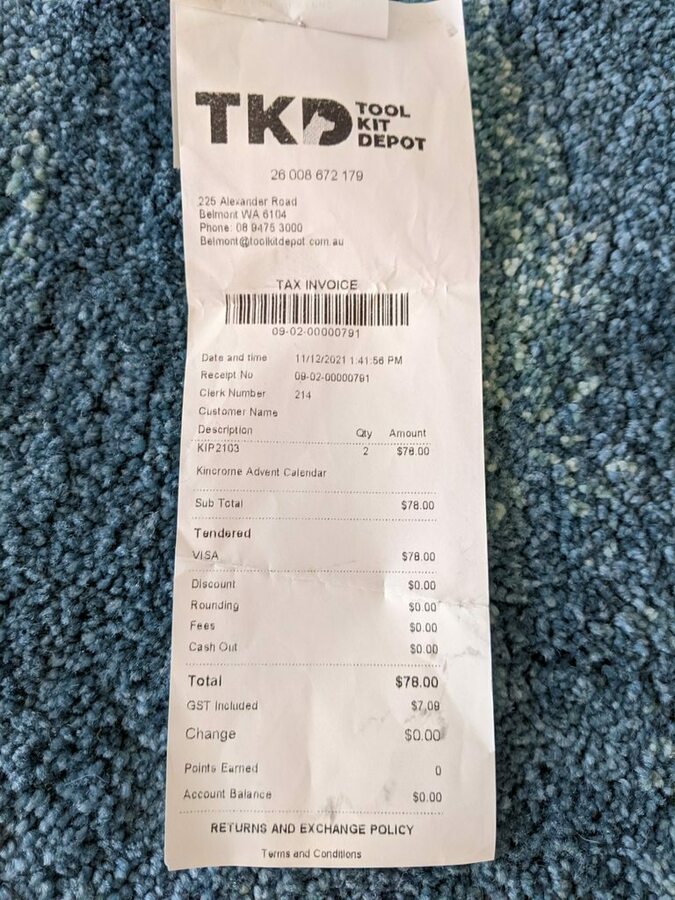 TKD TOOL
KIT
DEPOT
26 008 672 179
225 Alexander Road
Belmont WA 6104
Phone: 08 9475 3000
Belmont@toolkitdepot.com.au
TAX INVOICE
09-02-00000791
Date and time 11/12/2021 1:41:56 PM
Receipt No 09-02-00000791
Clerk Number 214
Customer Name
Description Qty Amount
KIP2103 2 $78.00
Kincrome Advent Calendar
Sub Total $78.00
Tendered
VISA $78.00
Discount $0.00
Rounding $0.00
Fees $0.00
Cash Out $0.00
Total $78.00
GST Included $7.09
Change $0.00
Points Earned 0
Account Balance $0.00
RETURNS AND EXCHANGE POLICY
Terms and Conditions